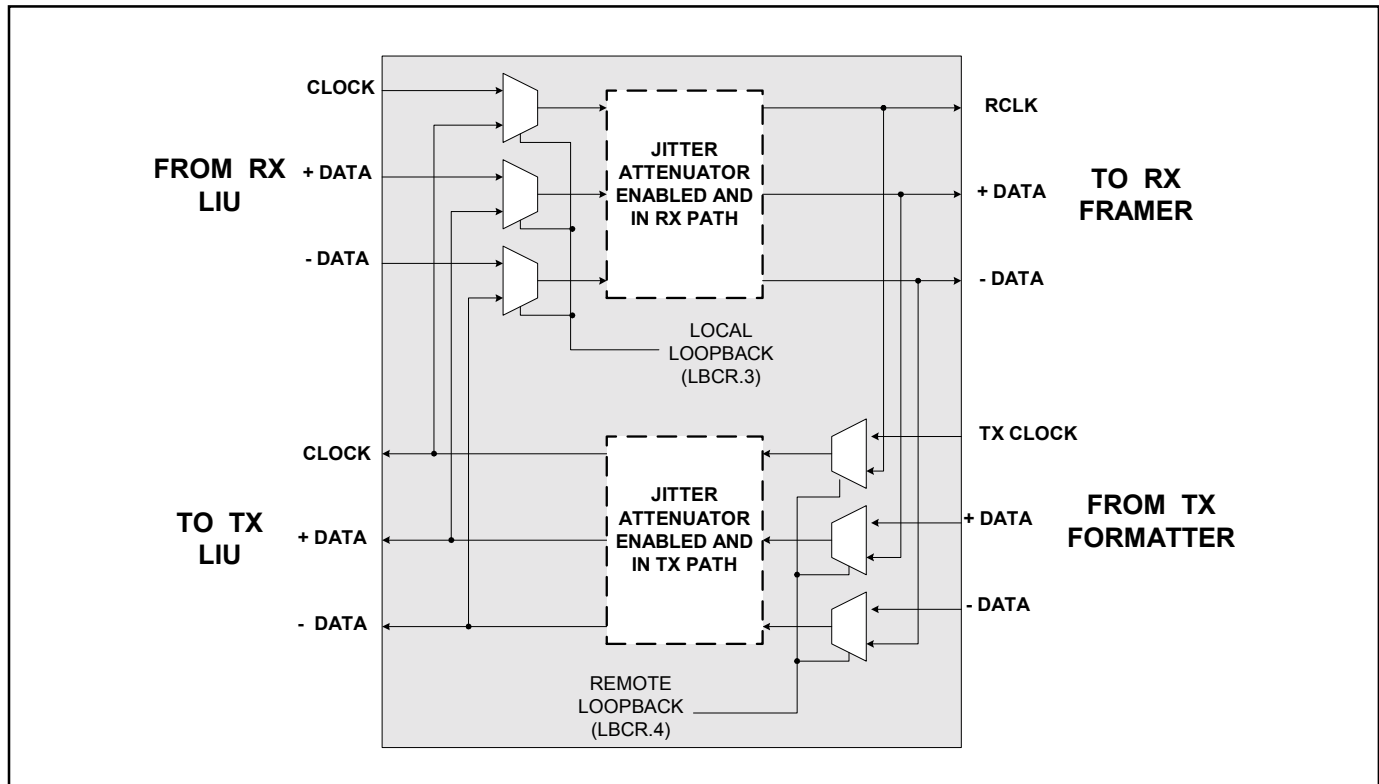 CLOCK
FROM RX
LIU
+ DATA
- DATA
JITTER
ATTENUATOR
ENABLED AND
IN RX PATH
RCLK
+ DATA
TO RX
FRAMER
- DATA
LOCAL
LOOPBACK
(LBCR.3)
CLOCK
TO TX
LIU
+ DATA
- DATA
JITTER
ATTENUATOR
ENABLED AND
IN TX PATH
TX CLOCK
+ DATA
FROM TX
FORMATTER
- DATA
REMOTE
LOOPBACK
(LBCR.4)